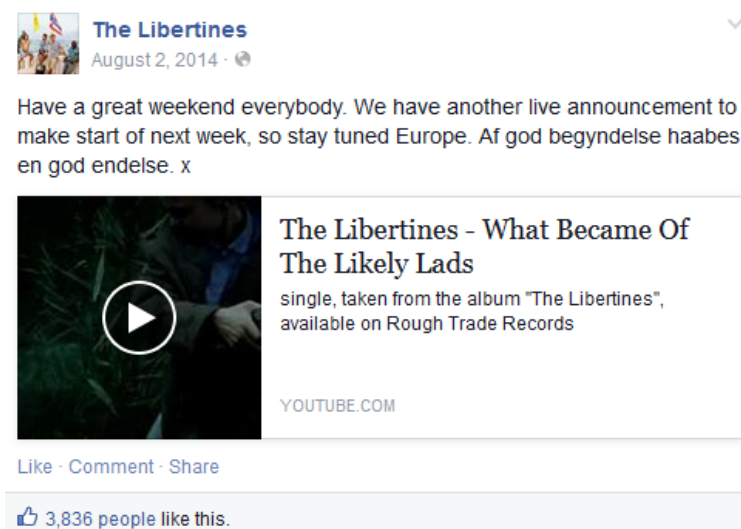 The Libertines
August 2, 2014 ·
Have a great weekend everybody. We have another live announcement to
make start of next week, so stay tuned Europe. Af god begyndelse haabes
en god endelse. x
The Libertines - What Became Of
The Likely Lads
single, taken from the album "The Libertines",
available on Rough Trade Records
YOUTUBE.COM
Like · Comment · Share
3,836 people like this.